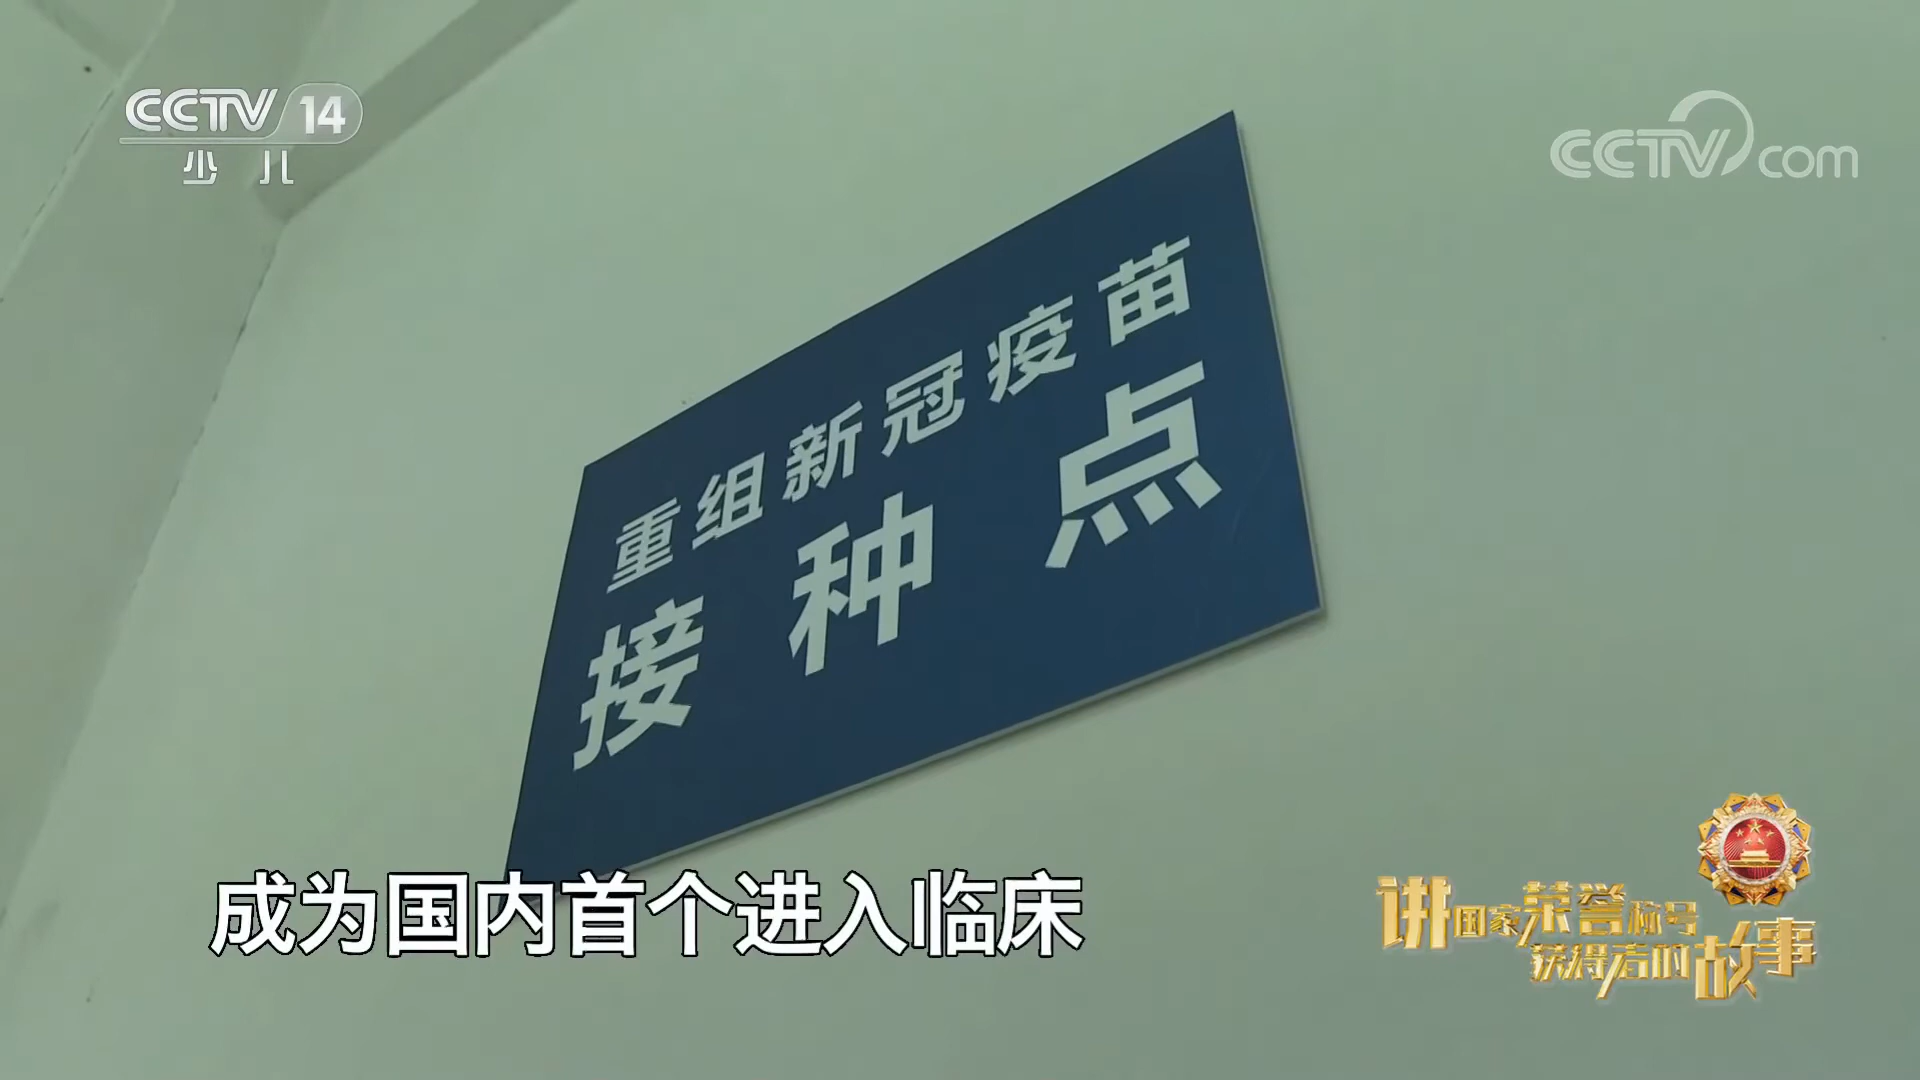 CCTV 14
少儿
CCTV com
重组新冠疫苗
接种点
成为国内首个进入临床
讲国家荣誉称号
获得者的故事